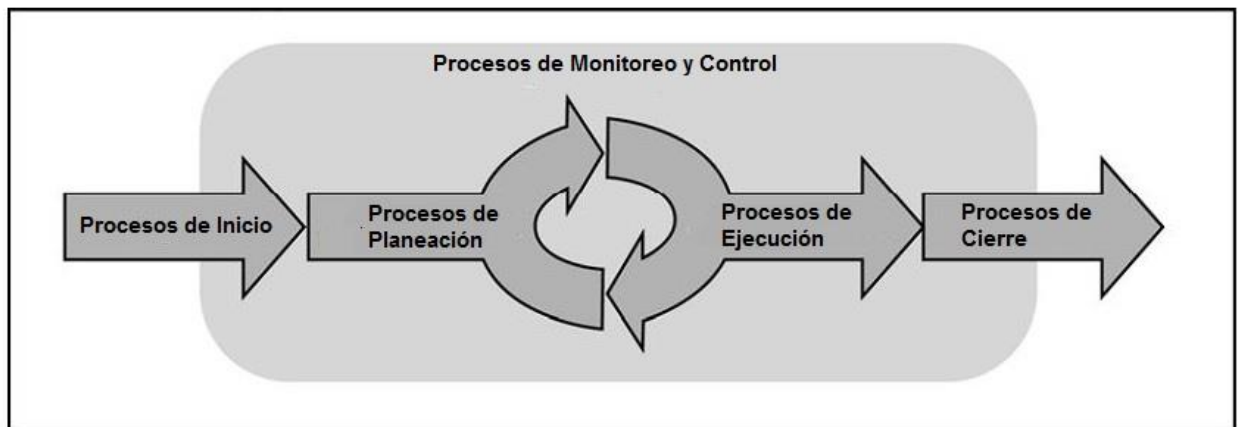 Procesos de Monitoreo y Control
Procesos de Inicio
Procesos de
Planeación
Procesos de
Ejecución
Procesos de
Cierre